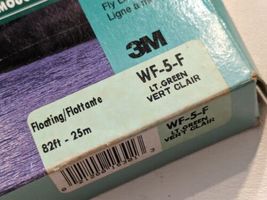 Fly Li
Ligne à mo
3M
Floating/Flottante
82ft - 25m
WF-5-F
LT.GREEN
VERT CLAIR
WF-5-F
LT.GREEN
VERT CLAIR